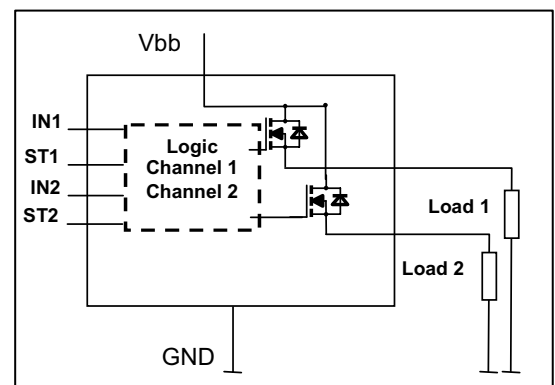 Vbb
IN1
ST1
IN2
ST2
Logic
Channel 1
Channel 2
Load 1
Load 2
GND